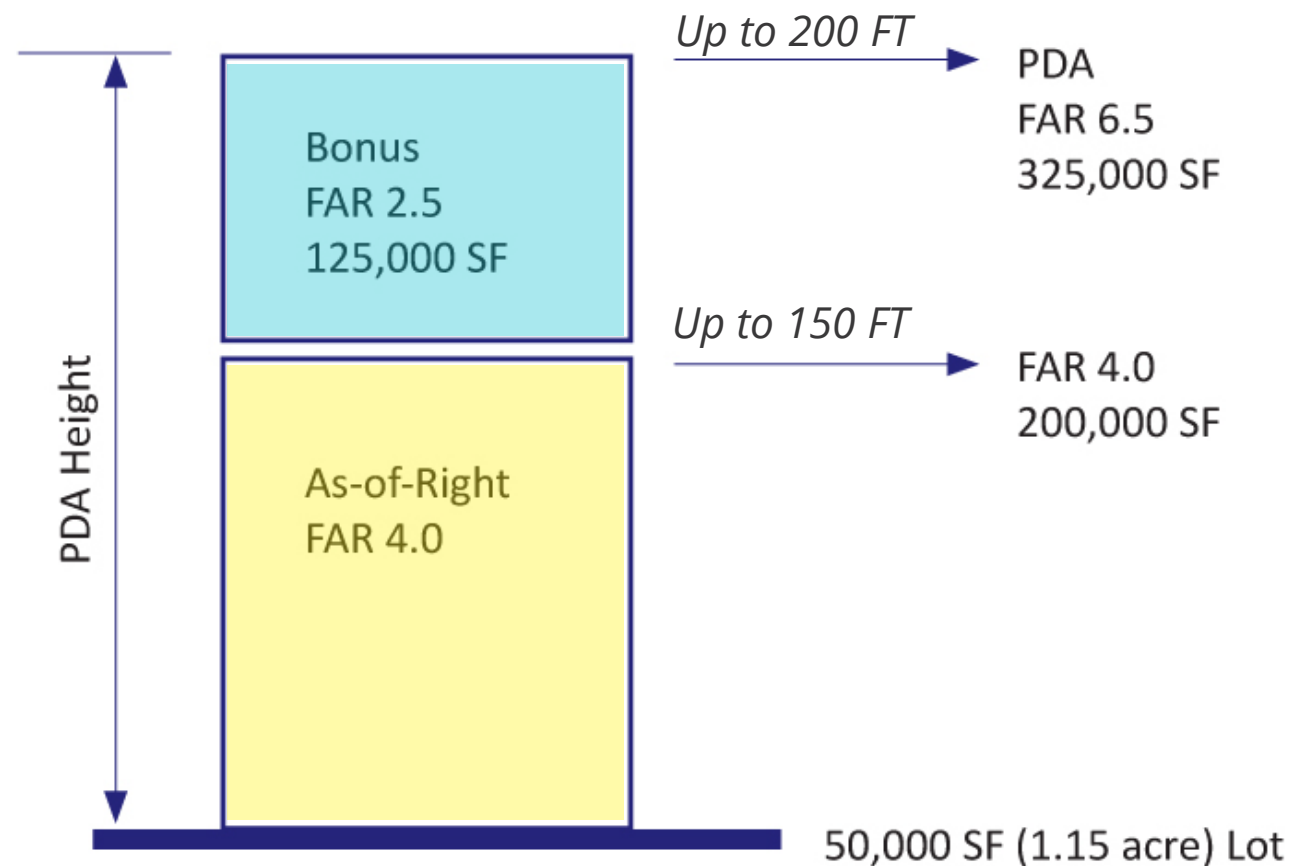 Up to 200 FT
PDA
FAR 6.5
325,000 SF
Bonus
FAR 2.5
125,000 SF
Up to 150 FT
FAR 4.0
200,000 SF
PDA Height
As-of-Right
FAR 4.0
50,000 SF (1.15 acre) Lot